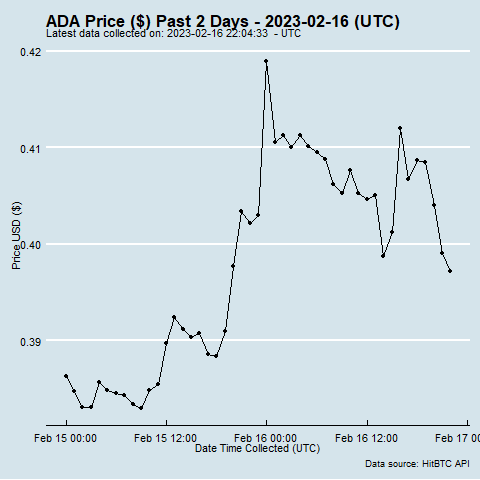 ADA Price ($) Past 2 Days - 2023-02-16 (UTC)
Latest data collected on: 2023-02-16 22:04:33 - UTC
0.42
0.41
0.40
0.39
Price USD ($)
Feb 15 00:00 Feb 15 12:00 Feb 16 00:00 Feb 16 12:00 Feb 17 00
Date Time Collected (UTC)
Data source: HitBTC API